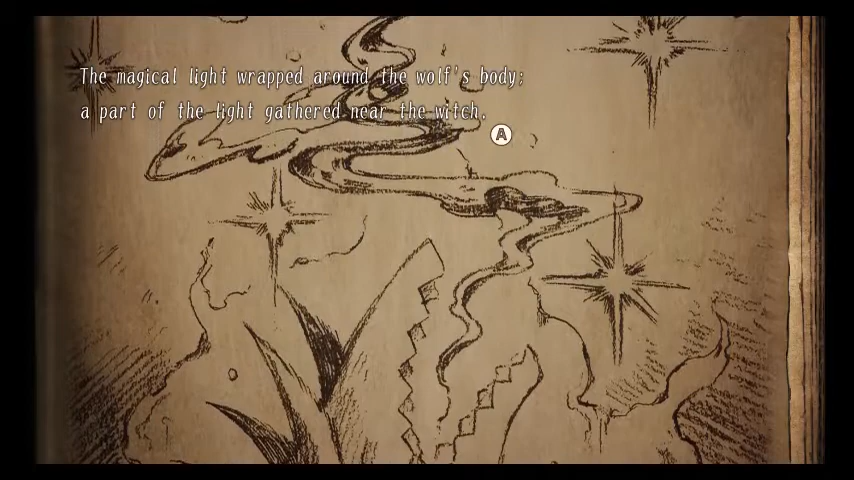 The magical light wrapped around the wolf's body;
a part of the light gathered near the witch.
A